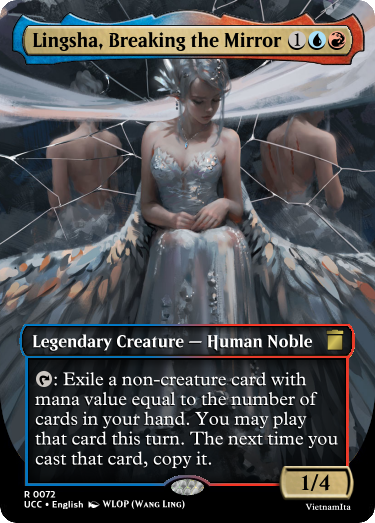 Lingsha, Breaking the Mirror 1
Legendary Creature — Human Noble
: Exile a non-creature card with
mana value equal to the number of
cards in your hand. You may play
that card this turn. The next time you
cast that card, copy it.
1/4
R 0072
UCC • English WLOP (Wang Ling)
VietnamIta